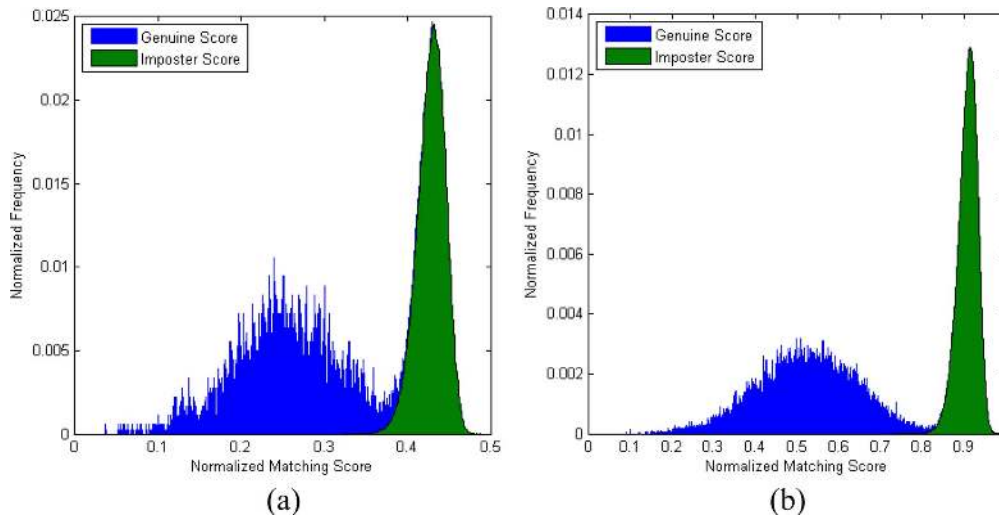 Genuine Score
Imposter Score
0.025
0.02
0.015
0.01
0.005
0
Normalized Frequency
0 0.1 0.2 0.3 0.4 0.5
Normalized Matching Score
(a)
Genuine Score
Imposter Score
0.014
0.012
0.01
0.008
0.006
0.004
0.002
0
Normalized Frequency
0 0.1 0.2 0.3 0.4 0.5 0.6 0.7 0.8 0.9
Normalized Matching Score
(b)